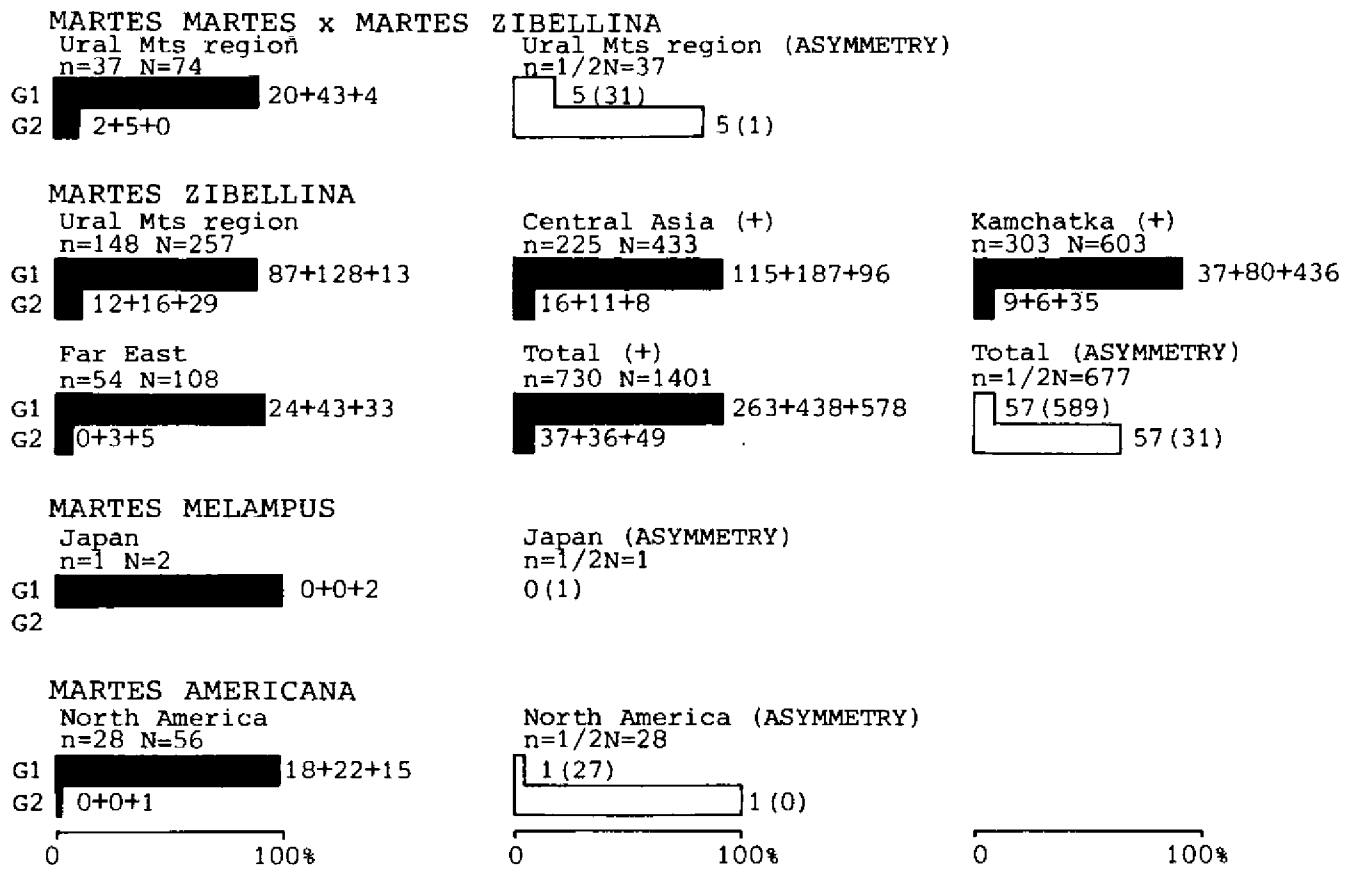 MARTES MARTES x MARTES ZIBELLINA
Ural Mts region
n=37 N=74
G1 20+43+4
G2 2+5+0
Ural Mts region (ASYMMETRY)
n=1/2N=37
5(31)
5(1)
MARTES ZIBELLINA
Ural Mts region
n=148 N=257
G1 87+128+13
G2 12+16+29
Central Asia (+)
n=225 N=433
115+187+96
16+11+8
Kamchatka (+)
n=303 N=603
37+80+436
9+6+35
Far East
n=54 N=108
G1 24+43+33
G2 0+3+5
Total (+)
n=730 N=1401
263+438+578
37+36+49
Total (ASYMMETRY)
n=1/2N=677
57(589)
57(31)
MARTES MELAMPUS
Japan
n=1 N=2
G1 0+0+2
G2
Japan (ASYMMETRY)
n=1/2N=1
0(1)
MARTES AMERICANA
North America
n=28 N=56
G1 18+22+15
G2 0+0+1
North America (ASYMMETRY)
n=1/2N=28
1(27)
1(0)
0 100% 0 100% 0 100%